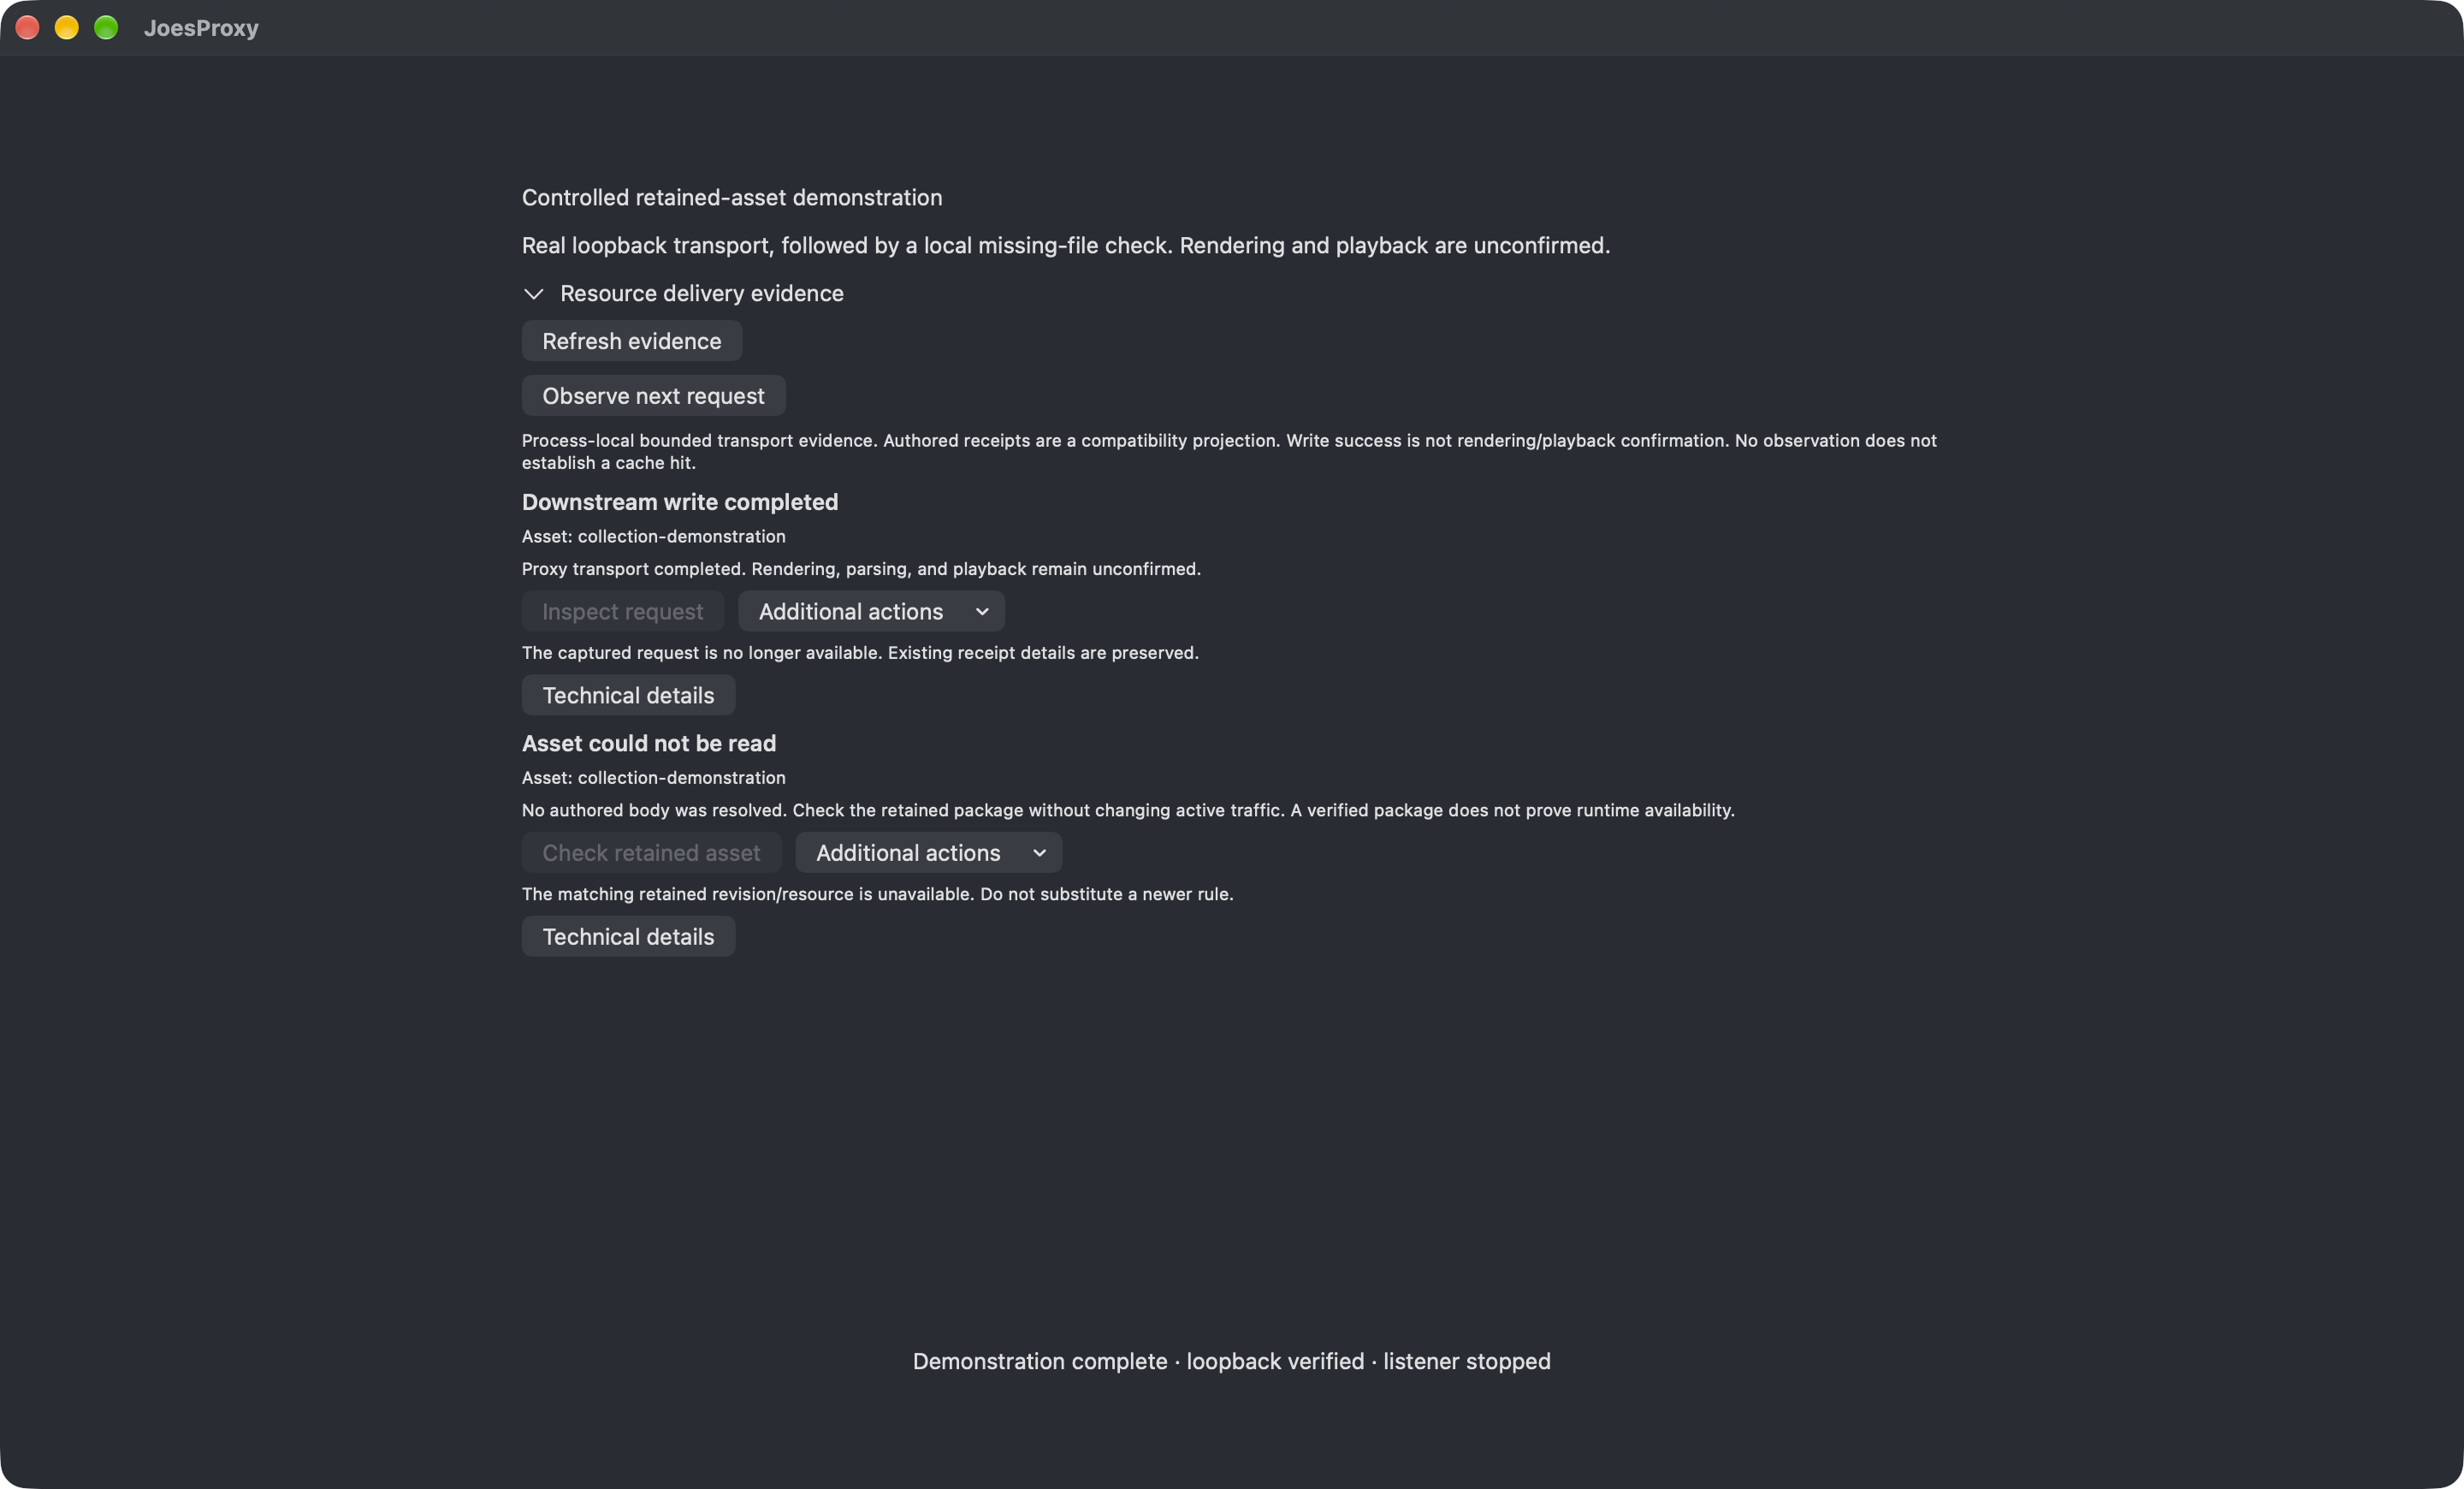 JoesProxy
Controlled retained-asset demonstration
Real loopback transport, followed by a local missing-file check. Rendering and playback are unconfirmed.
Resource delivery evidence
Refresh evidence
Observe next request
Process-local bounded transport evidence. Authored receipts are a compatibility projection. Write success is not rendering/playback confirmation. No observation does not
establish a cache hit.
Downstream write completed
Asset: collection-demonstration
Proxy transport completed. Rendering, parsing, and playback remain unconfirmed.
Inspect request Additional actions
The captured request is no longer available. Existing receipt details are preserved.
Technical details
Asset could not be read
Asset: collection-demonstration
No authored body was resolved. Check the retained package without changing active traffic. A verified package does not prove runtime availability.
Check retained asset Additional actions
The matching retained revision/resource is unavailable. Do not substitute a newer rule.
Technical details
Demonstration complete · loopback verified · listener stopped